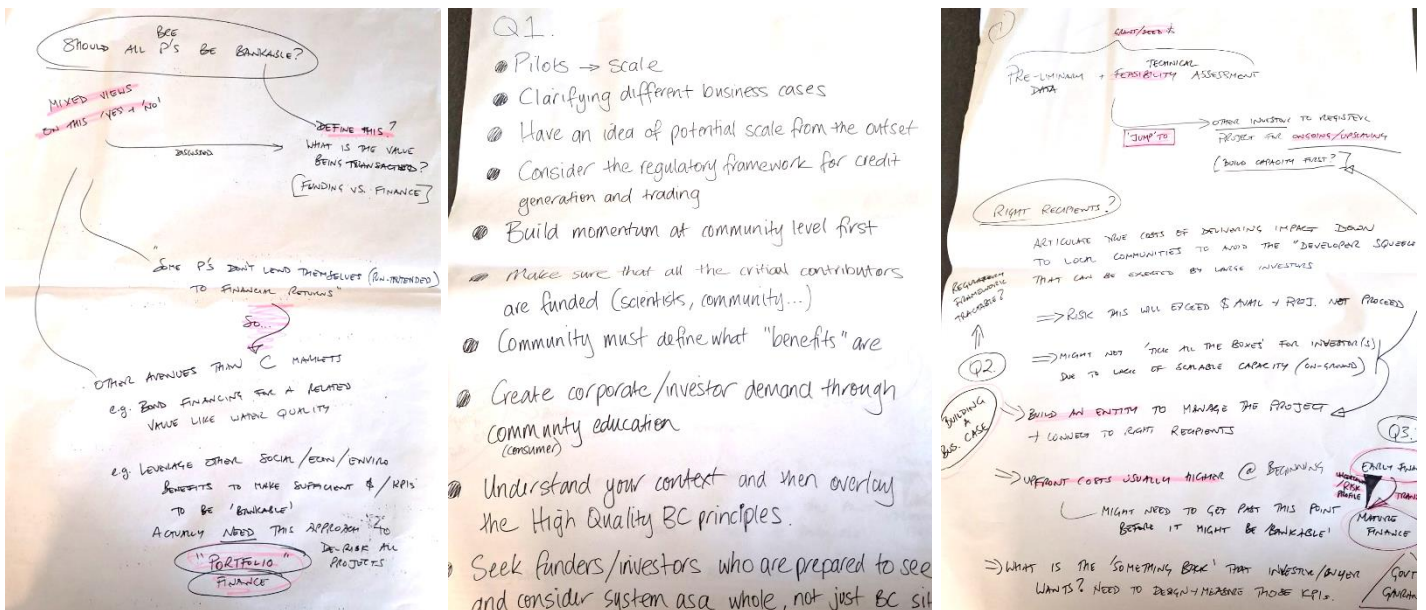 SHOULD ALL BRE P'S BE BANKABLE?
MIXED VIEWS
ON THIS 'YES' + 'NO'
DISCUSSED
DEFINE THIS?
WHAT IS THE VALUE
BEING TRANSACTED?
[FUNDING VS. FINANCE]
"SOME P'S DON'T LEND THEMSELVES (PUN-INTENDED)
TO FINANCIAL RETURNS"
So...
OTHER AVENUES THAN C MARKETS
e.g. BOND FINANCING FOR A RELATED
VALUE LIKE WATER QUALITY
e.g. LEVERAGE OTHER SOCIAL/ECON/ENVIRO
BENEFITS TO MAKE SUFFICIENT $/KPIS
TO BE 'BANKABLE'
ACTUALLY NEED THIS APPROACH TO
DE-RISK ALL
PROJECTS
"PORTFOLIO"
FINANCE
Q1.
Pilots → scale
Clarifying different business cases
Have an idea of potential scale from the outset
Consider the regulatory framework for credit
generation and trading
Build momentum at community level first
Make sure that all the critical contributors
are funded (scientists, community...)
Community must define what "benefits" are
Create corporate/investor demand through
community education
(consumer)
Understand your context and then overlay
the High Quality BC principles.
Seek funders/investors who are prepared to see
and consider system as a whole, not just BC
GRANT/SEED $
PRE-LIMINARY + FEASIBILITY ASSESSMENT
DATA
TECHNICAL
'JUMP' TO
OTHER INVESTOR TO REGISTER
PROJECT FOR ONGOING/UPSCALING
(BUILD CAPACITY FIRST?)
RIGHT RECIPIENTS?
ARTICULATE TRUE COSTS OF DELIVERING IMPACT DOWN
TO LOCAL COMMUNITIES TO AVOID THE "DEVELOPER
THAT CAN BE EXERTED BY LARGE INVESTORS
REGULATORY
FRAMEWORK
TRACKABLE?
⇒ RISK THIS WILL EXCEED $ AVAIL + PROJ. NOT PROCEED
⇒ MIGHT NOT 'TICK ALL THE BOXES' FOR INVESTOR(S)
DUE TO LACK OF SCALABLE CAPACITY (ON-GROUND)
Q2.
BUILDING
A
BUS. CASE
⇒ BUILD AN ENTITY TO MANAGE THE PROJECT
+ CONNECT TO RIGHT RECIPIENTS
Q3.
⇒ UPFRONT COSTS USUALLY HIGHER @ BEGINNING
MIGHT NEED TO GET PAST THIS POINT
BEFORE IT MIGHT BE 'BANKABLE'
EARLY
RISK
PROFILE
MATURE
FINANCE
⇒ WHAT IS THE 'SOMETHING BACK' THAT INVESTOR/BUYER
WANTS? NEED TO DESIGN + MEASURE THOSE KPIs.
GOVT